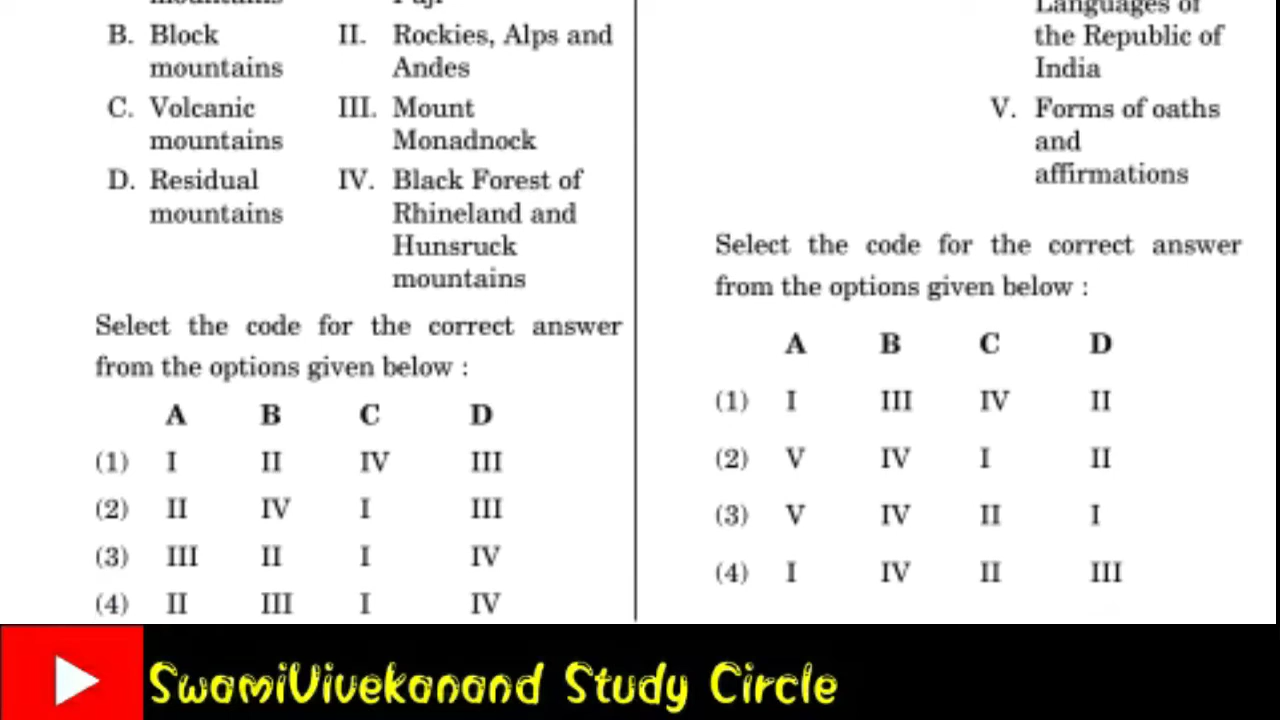 mountains
Fuji
B. Block
mountains
II. Rockies, Alps and
Andes
C. Volcanic
mountains
III. Mount
Monadnock
D. Residual
mountains
IV. Black Forest of
Rhineland and
Hunsruck
mountains
Select the code for the correct answer
from the options given below :
A B C D
(1) I II IV III
(2) II IV I III
(3) III II I IV
(4) II III I IV
Languages of
the Republic of
India
V. Forms of oaths
and
affirmations
Select the code for the correct answer
from the options given below :
A B C D
(1) I III IV II
(2) V IV I II
(3) V IV II I
(4) I IV II III
SwamiVivekanand Study Circle